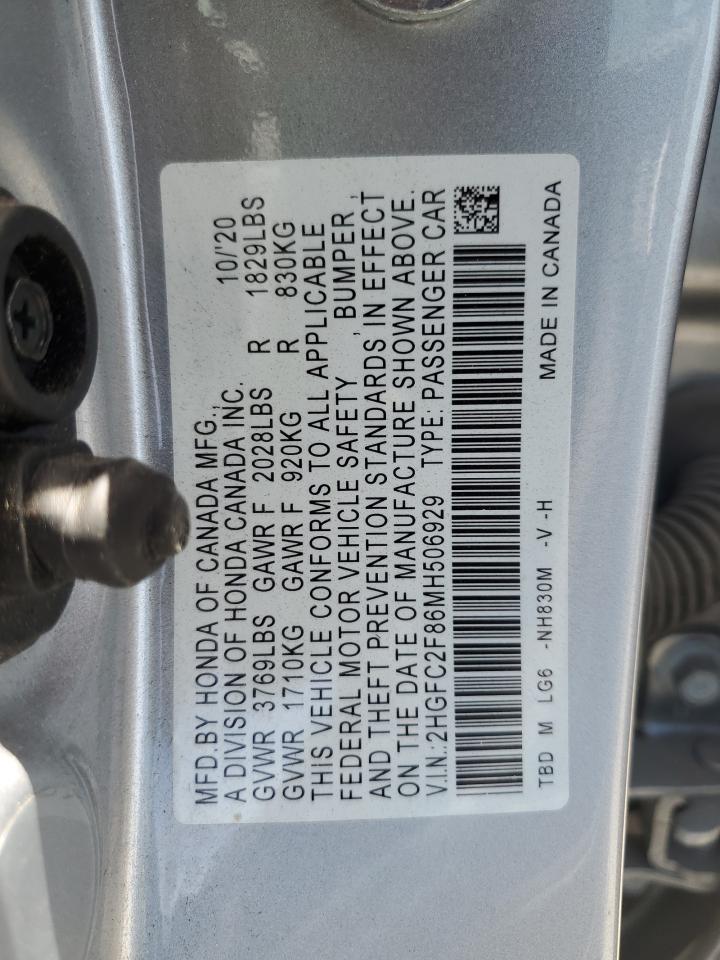 MFD.BY HONDA OF CANADA MFG., 10/'20
A DIVISION OF HONDA CANADA INC.
GVWR 3769LBS GAWR F 2028LBS R 1829LBS
GVWR 1710KG GAWR F 920KG R 830KG
THIS VEHICLE CONFORMS TO ALL APPLICABLE
FEDERAL MOTOR VEHICLE SAFETY , BUMPER ,
AND THEFT PREVENTION STANDARDS IN EFFECT
ON THE DATE OF MANUFACTURE SHOWN ABOVE.
V.I.N.:2HGFC2F86MH506929 TYPE: PASSENGER CAR
TBD M LG6 -NH830M -V -H MADE IN CANADA